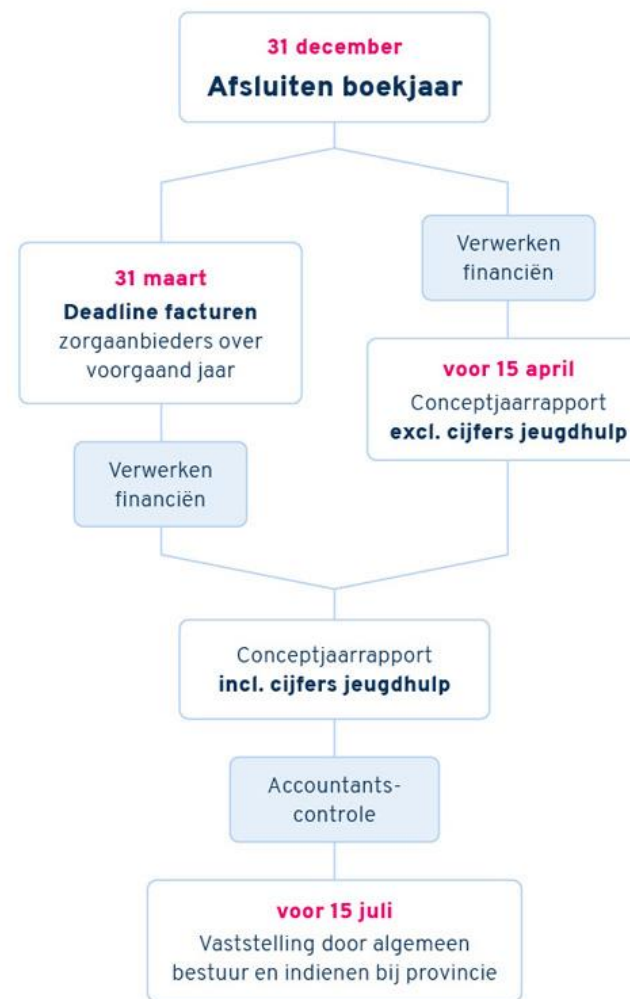 31 december
Afsluiten boekjaar
31 maart
Deadline facturen
zorgaanbieders over
voorgaand jaar
Verwerken
financiën
Verwerken
financiën
voor 15 april
Conceptjaarrapport
excl. cijfers jeugdhulp
Conceptjaarrapport
incl. cijfers jeugdhulp
Accountants-
controle
voor 15 juli
Vaststelling door algemeen
bestuur en indienen bij provincie